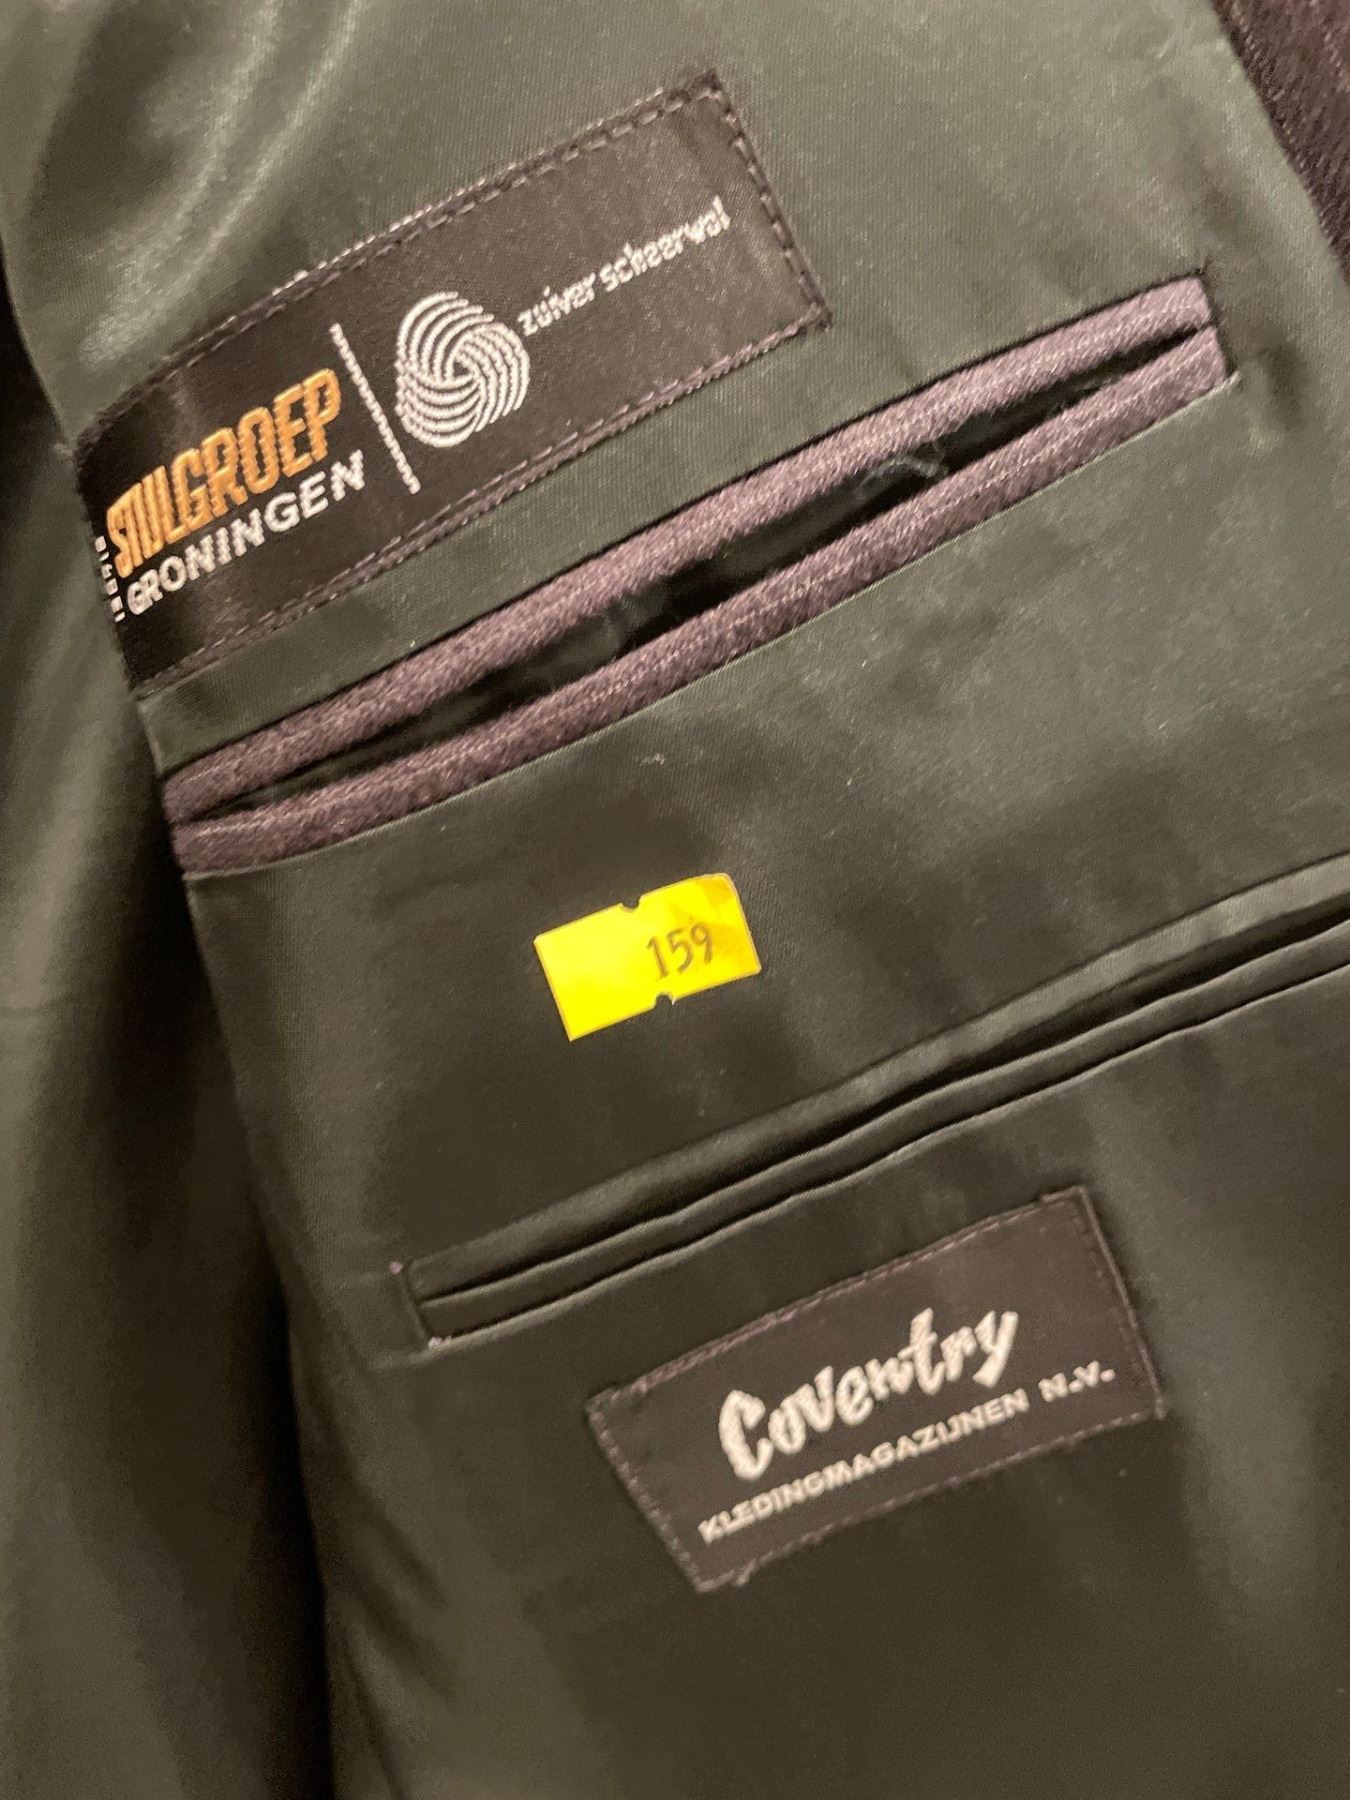 STIJLGROEP
GRONINGEN
zuiver scheerwol
159
Coventry
KLEDINGMAGAZIJNEN N.V.